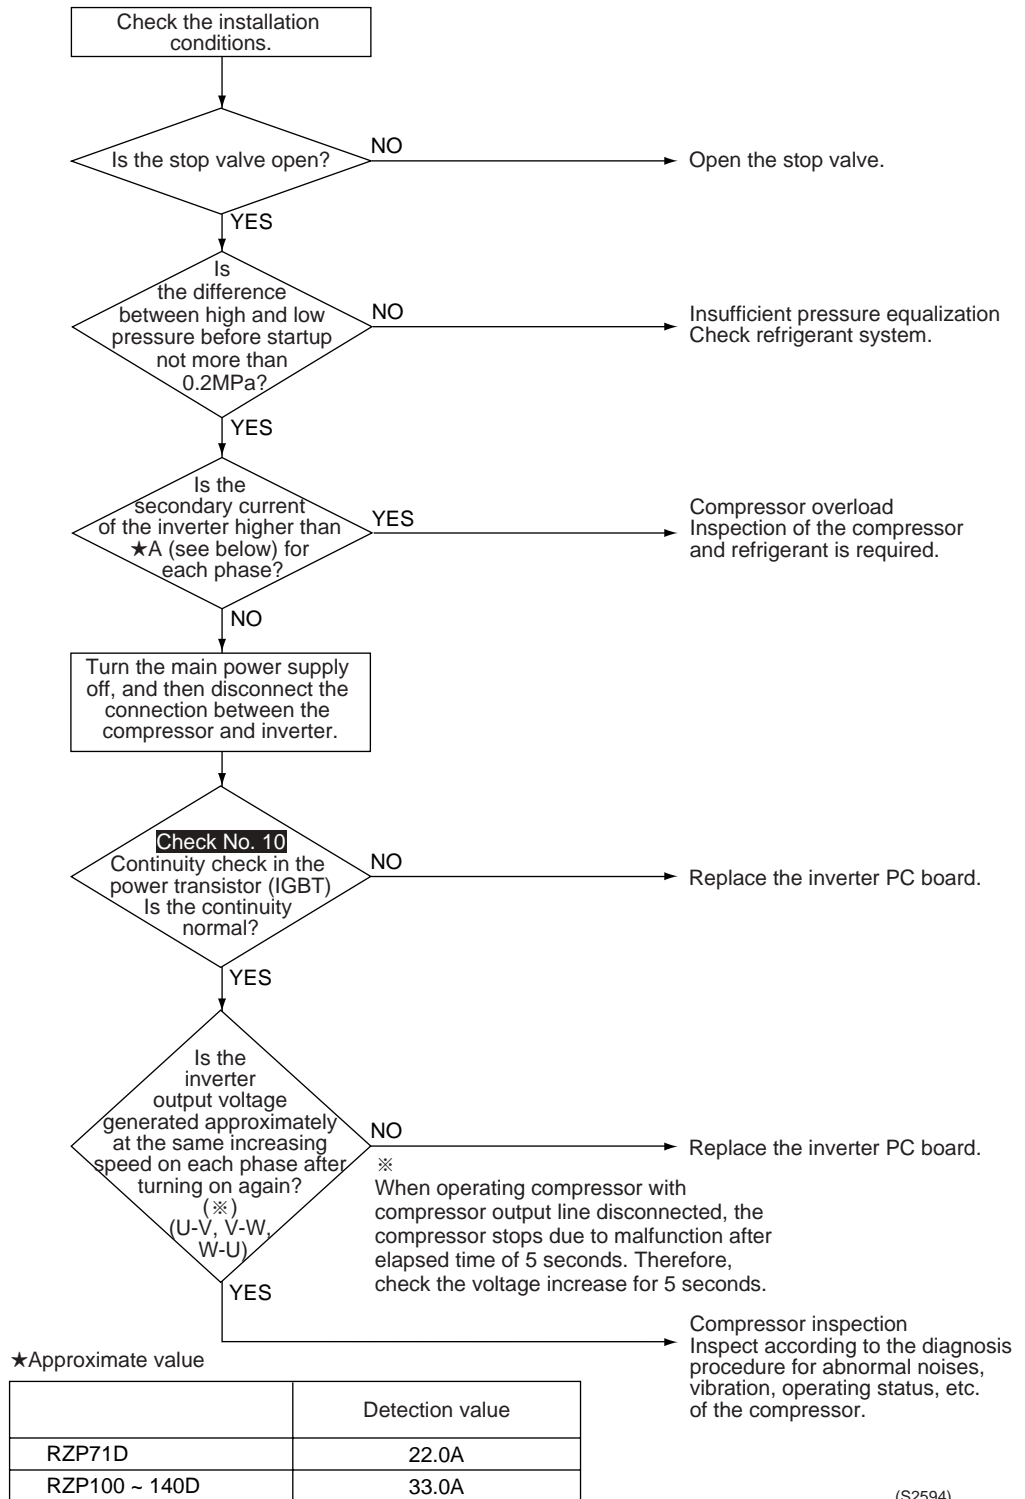 Check the installation
conditions.
Is the stop valve open?
NO
Open the stop valve.
YES
Is
the difference
between high and low
pressure before startup
not more than
0.2MPa?
NO
Insufficient pressure equalization
Check refrigerant system.
YES
Is the
secondary current
of the inverter higher than
★A (see below) for
each phase?
YES
Compressor overload
Inspection of the compressor
and refrigerant is required.
NO
Turn the main power supply
off, and then disconnect the
connection between the
compressor and inverter.
Check No. 10
Continuity check in the
power transistor (IGBT)
Is the continuity
normal?
NO
Replace the inverter PC board.
YES
Is the
inverter
output voltage
generated approximately
at the same increasing
speed on each phase after
turning on again?
(※)
(U-V, V-W,
W-U)
NO
Replace the inverter PC board.
※
When operating compressor with
compressor output line disconnected, the
compressor stops due to malfunction after
elapsed time of 5 seconds. Therefore,
check the voltage increase for 5 seconds.
YES
Compressor inspection
Inspect according to the diagnosis
procedure for abnormal noises,
vibration, operating status, etc.
of the compressor.
★Approximate value
Detection value
RZP71D 22.0A
RZP100 ~ 140D 33.0A
(S2594)